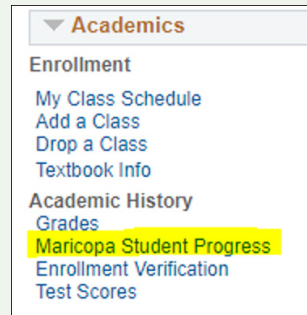 Academics
Enrollment
My Class Schedule
Add a Class
Drop a Class
Textbook Info
Academic History
Grades
Maricopa Student Progress
Enrollment Verification
Test Scores